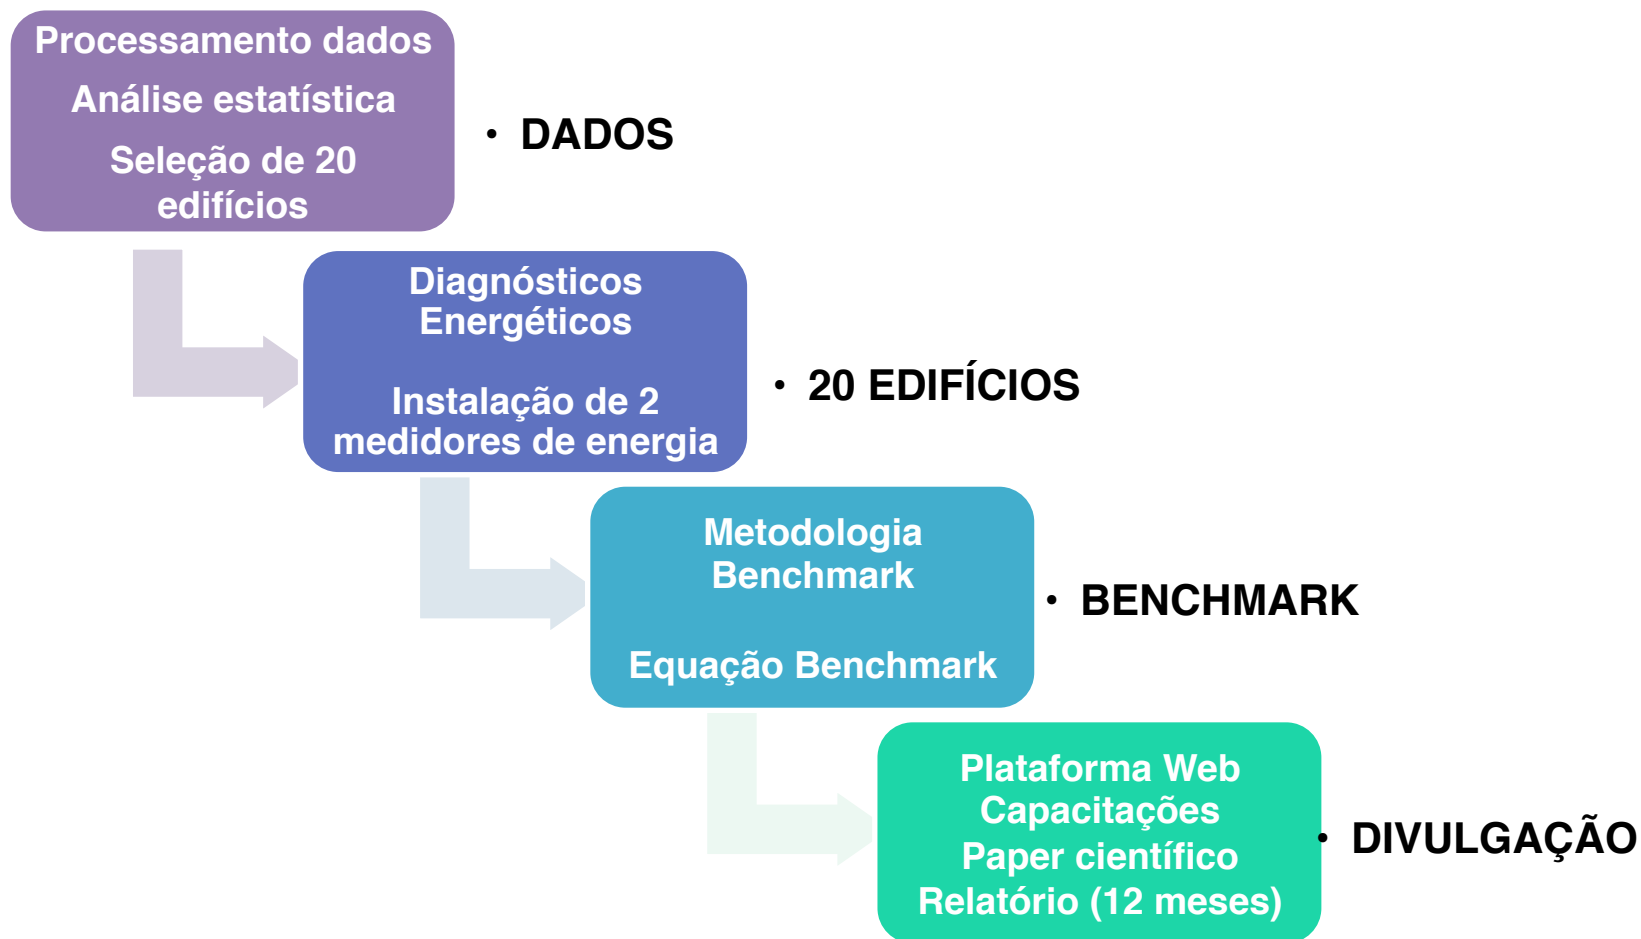 Processamento dados
Análise estatística
Seleção de 20
edifícios
• DADOS
Diagnósticos
Energéticos
Instalação de 2
medidores de energia
• 20 EDIFÍCIOS
Metodologia
Benchmark
Equação Benchmark
• BENCHMARK
Plataforma Web
Capacitações
Paper científico
Relatório (12 meses)
• DIVULGAÇÃO